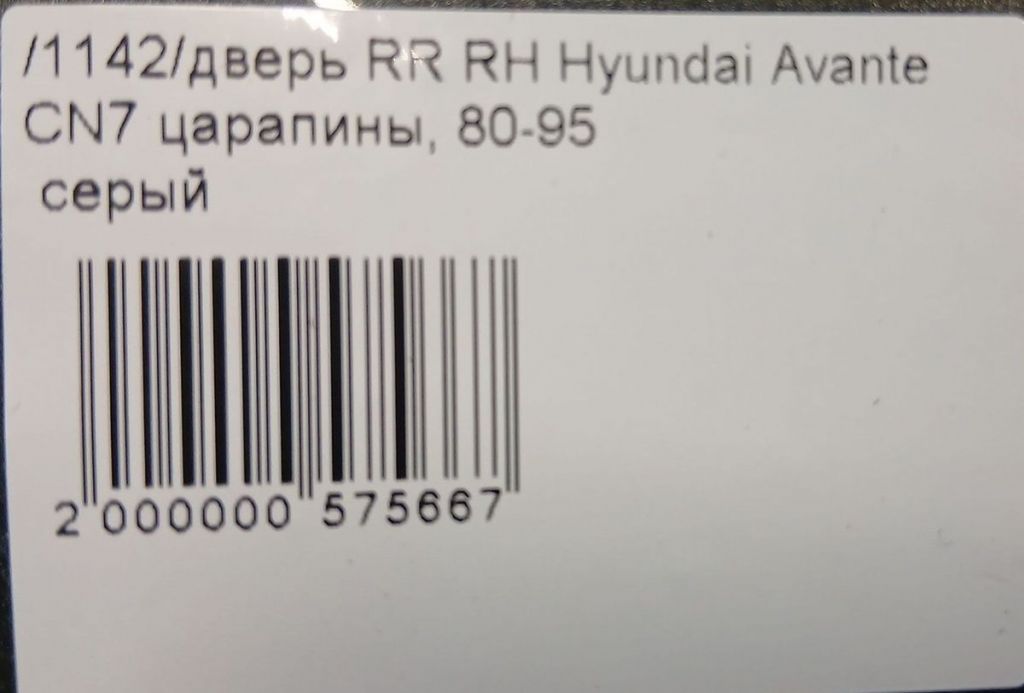 /1142/дверь RR RH Hyundai Avante
CN7 царапины, 80-95
серый
2 000000 575667